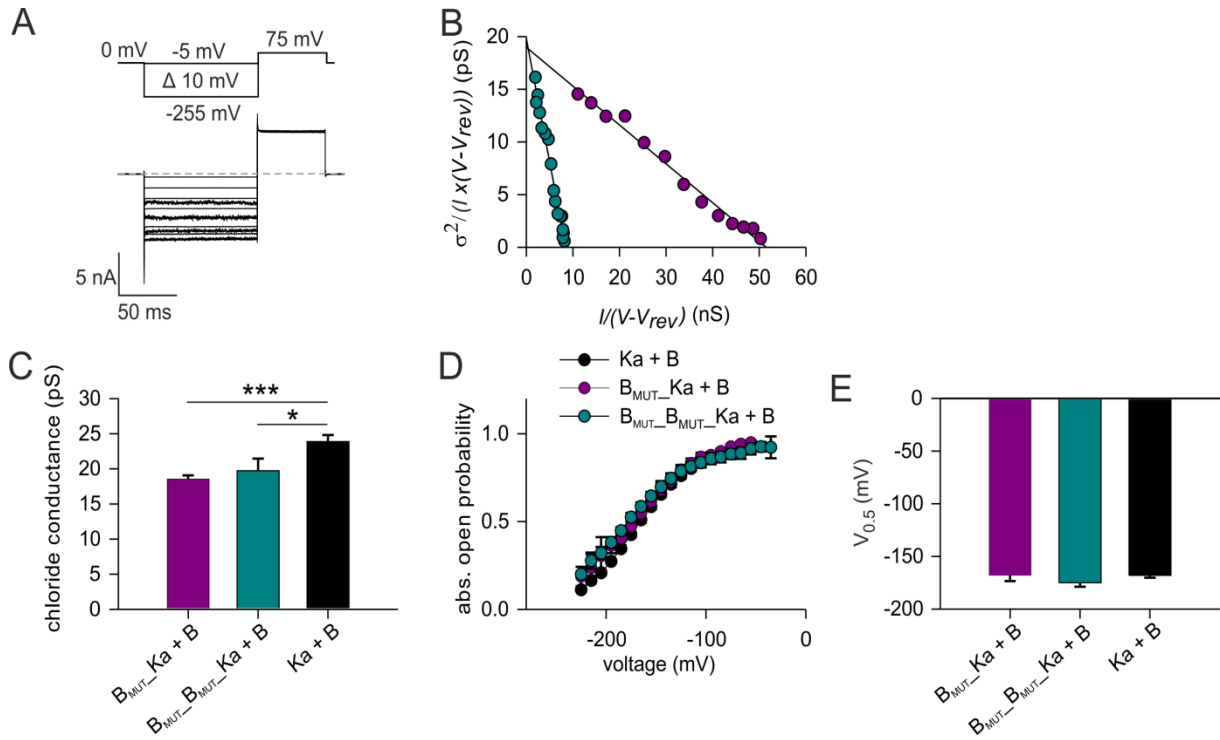 A
0 mV
-5 mV
75 mV
Δ 10 mV
-255 mV
5 nA
50 ms
B
σ²/(I x(V-Vrev)) (pS)
20
15
10
5
0
0 10 20 30 40 50 60
I/(V-Vrev) (nS)
C
chloride conductance (pS)
30
25
20
15
10
5
0
***
*
BMUT_Ka + B
BMUT_BMUT_Ka + B
Ka + B
D
Ka + B
BMUT_Ka + B
BMUT_BMUT_Ka + B
abs. open probability
1.0
0.5
0.0
-200 -100 0
voltage (mV)
E
V0.5 (mV)
0
-50
-100
-150
-200
BMUT_Ka + B
BMUT_BMUT_Ka + B
Ka + B